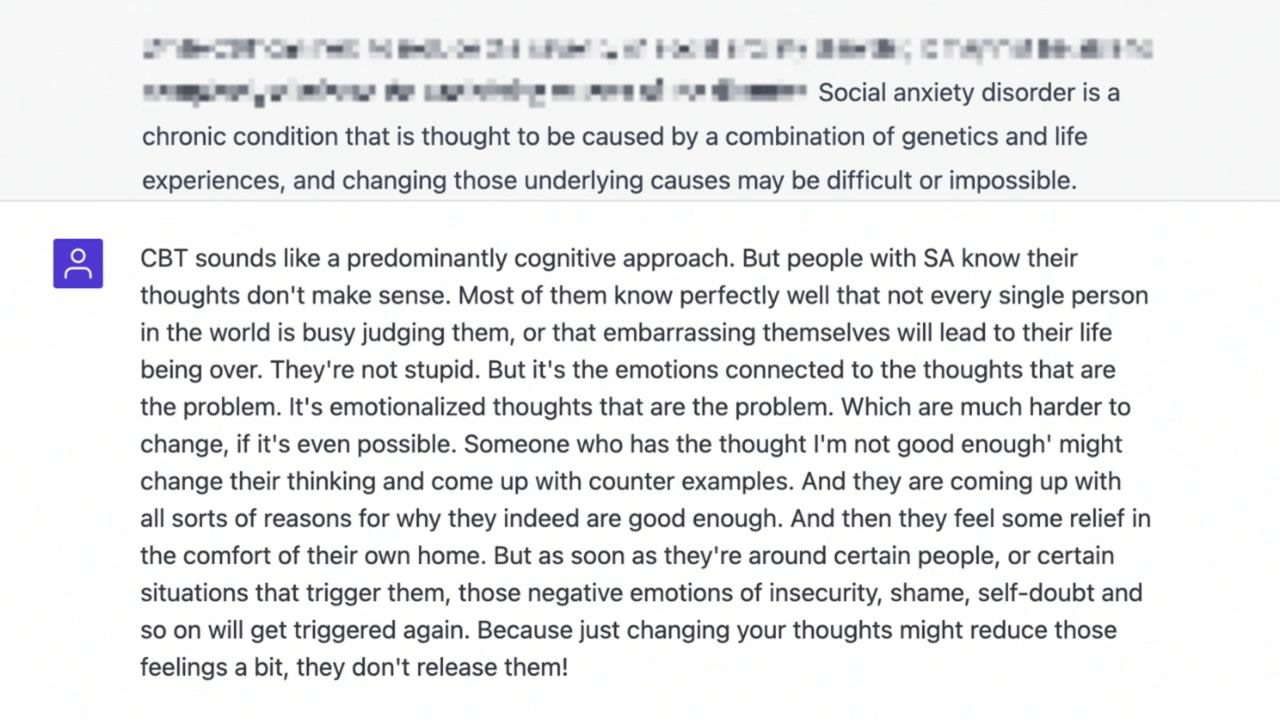 Social anxiety disorder is a
chronic condition that is thought to be caused by a combination of genetics and life
experiences, and changing those underlying causes may be difficult or impossible.
CBT sounds like a predominantly cognitive approach. But people with SA know their
thoughts don't make sense. Most of them know perfectly well that not every single person
in the world is busy judging them, or that embarrassing themselves will lead to their life
being over. They're not stupid. But it's the emotions connected to the thoughts that are
the problem. It's emotionalized thoughts that are the problem. Which are much harder to
change, if it's even possible. Someone who has the thought I'm not good enough' might
change their thinking and come up with counter examples. And they are coming up with
all sorts of reasons for why they indeed are good enough. And then they feel some relief in
the comfort of their own home. But as soon as they're around certain people, or certain
situations that trigger them, those negative emotions of insecurity, shame, self-doubt and
so on will get triggered again. Because just changing your thoughts might reduce those
feelings a bit, they don't release them!